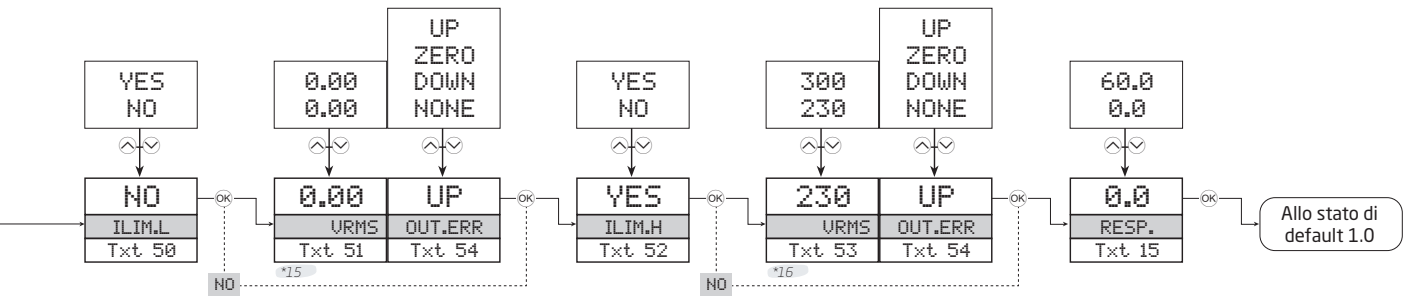 UP
ZERO
DOWN
NONE
UP
ZERO
DOWN
NONE
YES
NO
0.00
0.00
YES
NO
300
230
60.0
0.0
NO
OK
0.00
UP
OK
YES
OK
230
UP
OK
0.0
OK
ILIM.L
VRMS
OUT.ERR
ILIM.H
VRMS
OUT.ERR
RESP.
Allo stato di
default 1.0
Txt 50
Txt 51
Txt 54
Txt 52
Txt 53
Txt 54
Txt 15
*15
*16
NO
NO